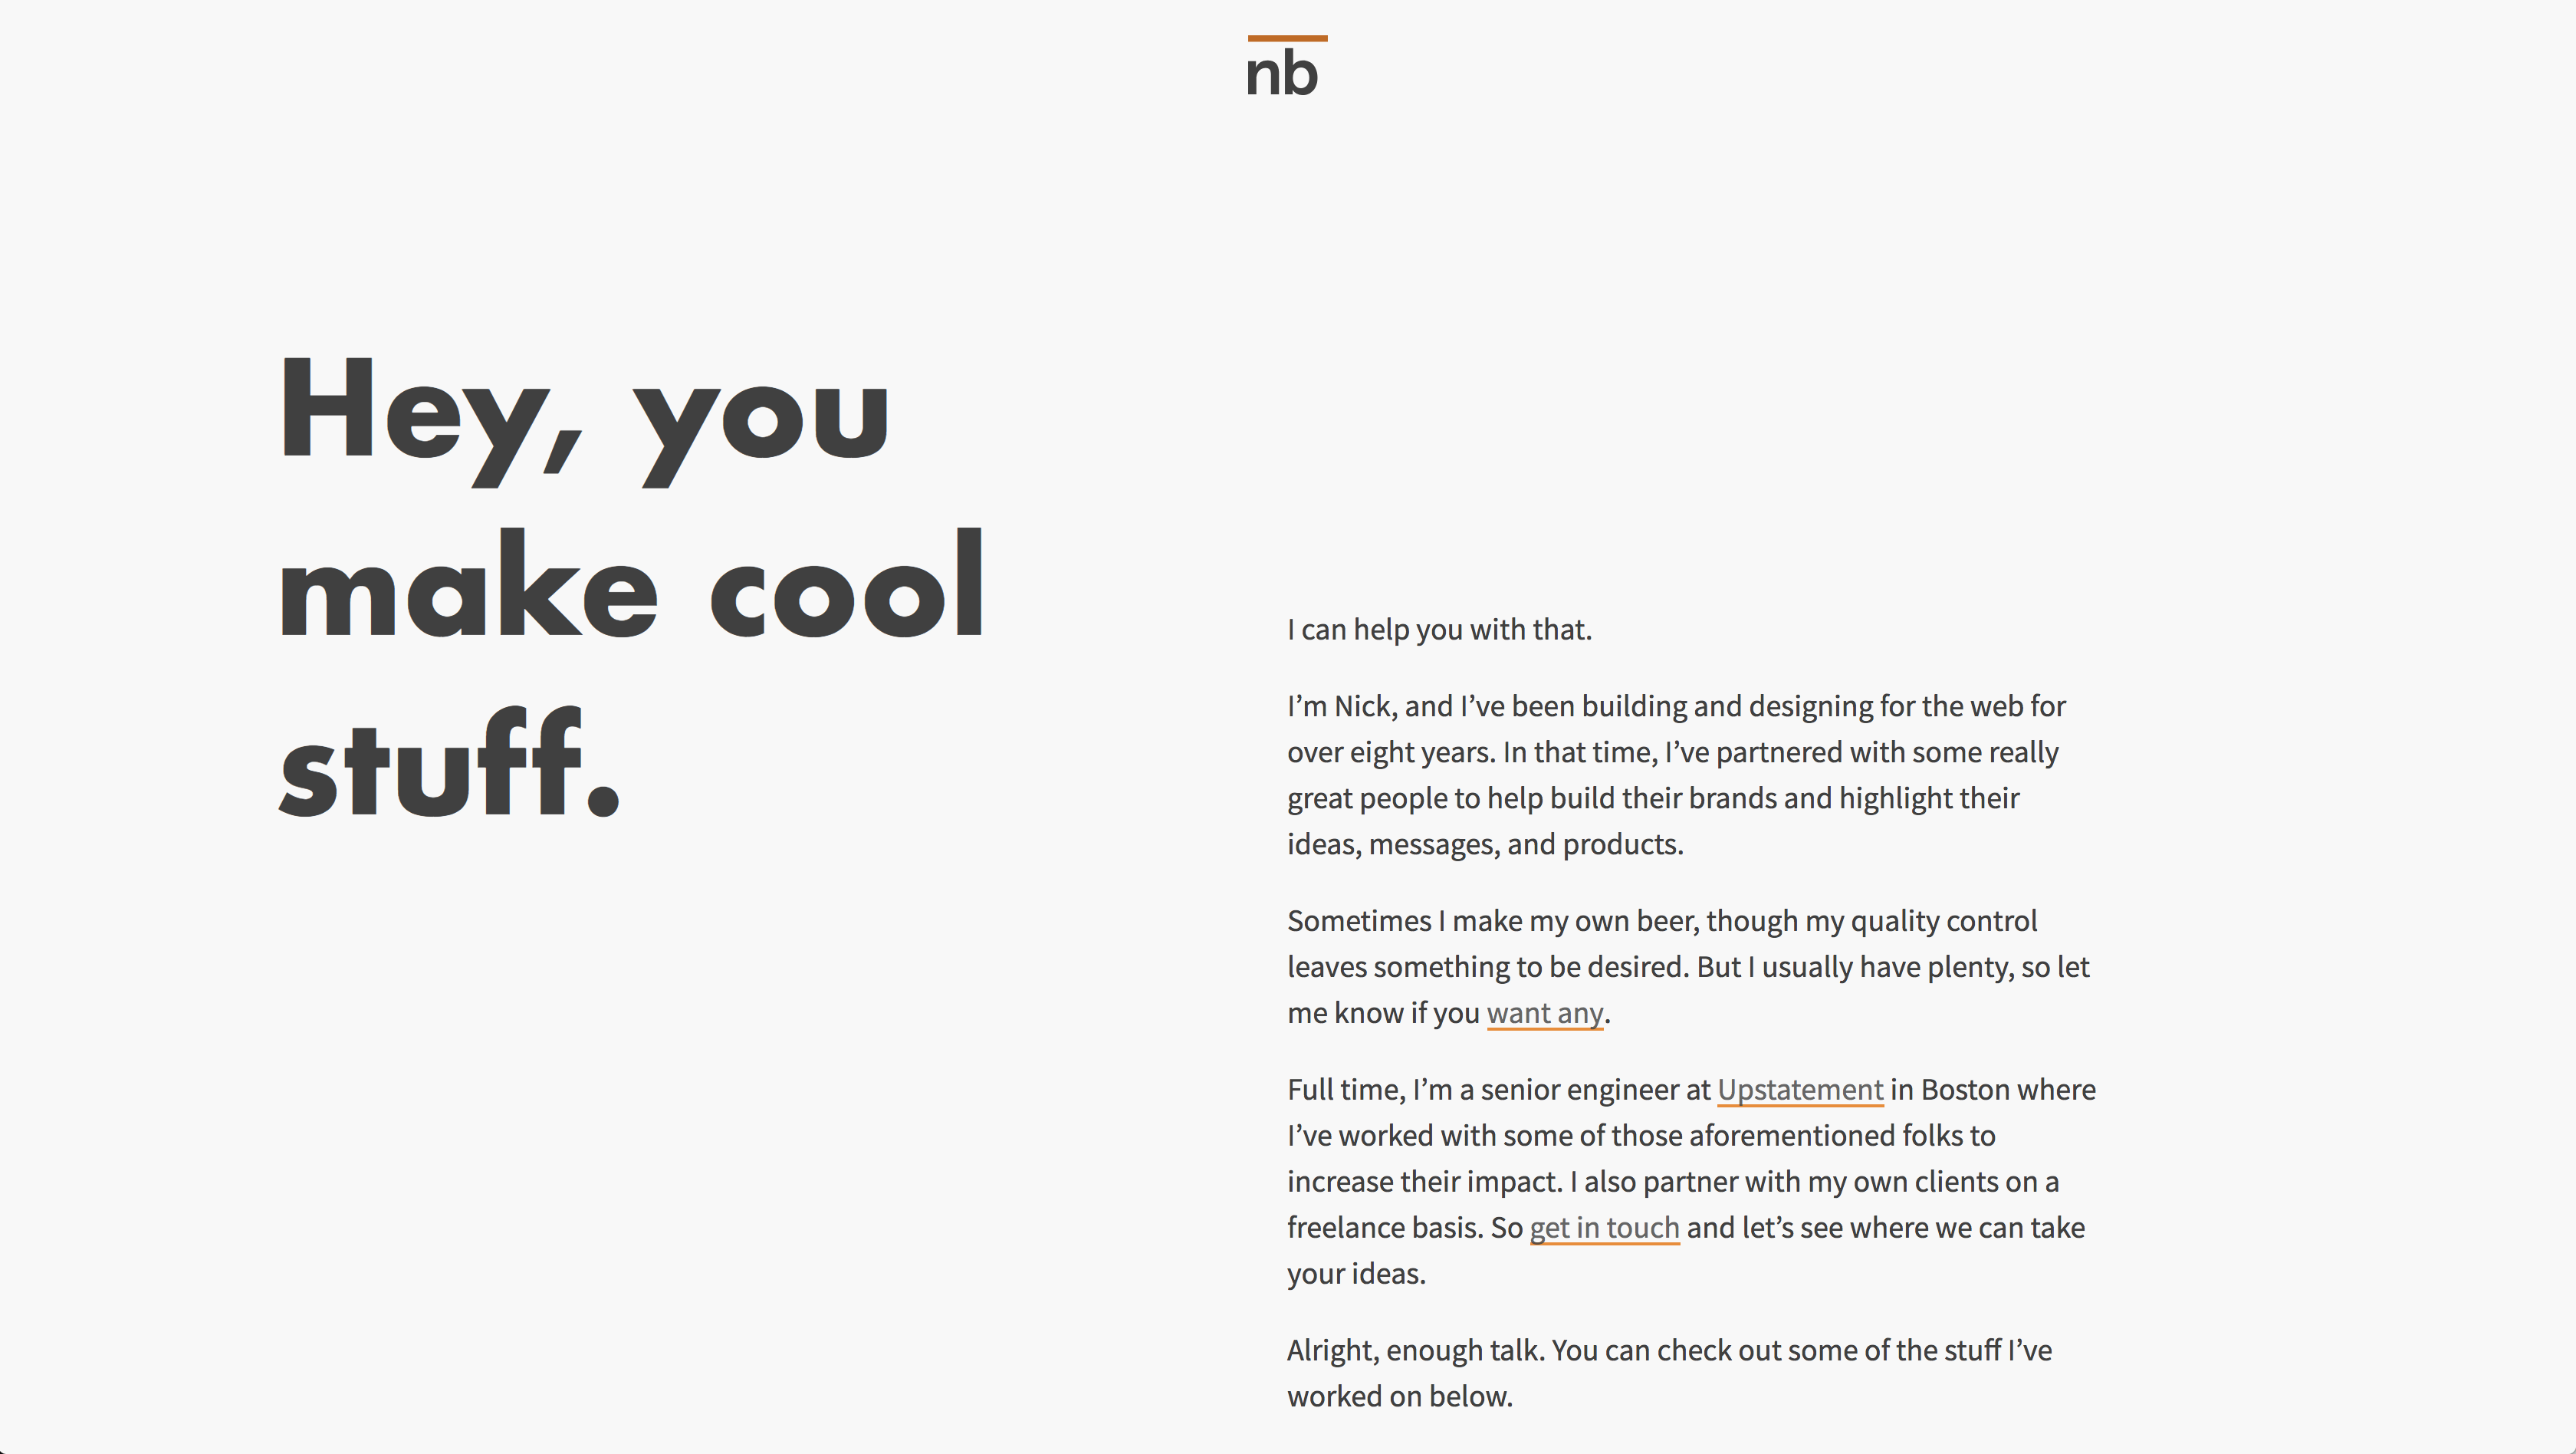 nb
Hey, you
make cool
stuff.
I can help you with that.
I’m Nick, and I’ve been building and designing for the web for
over eight years. In that time, I’ve partnered with some really
great people to help build their brands and highlight their
ideas, messages, and products.
Sometimes I make my own beer, though my quality control
leaves something to be desired. But I usually have plenty, so let
me know if you want any.
Full time, I’m a senior engineer at Upstatement in Boston where
I’ve worked with some of those aforementioned folks to
increase their impact. I also partner with my own clients on a
freelance basis. So get in touch and let’s see where we can take
your ideas.
Alright, enough talk. You can check out some of the stuff I’ve
worked on below.